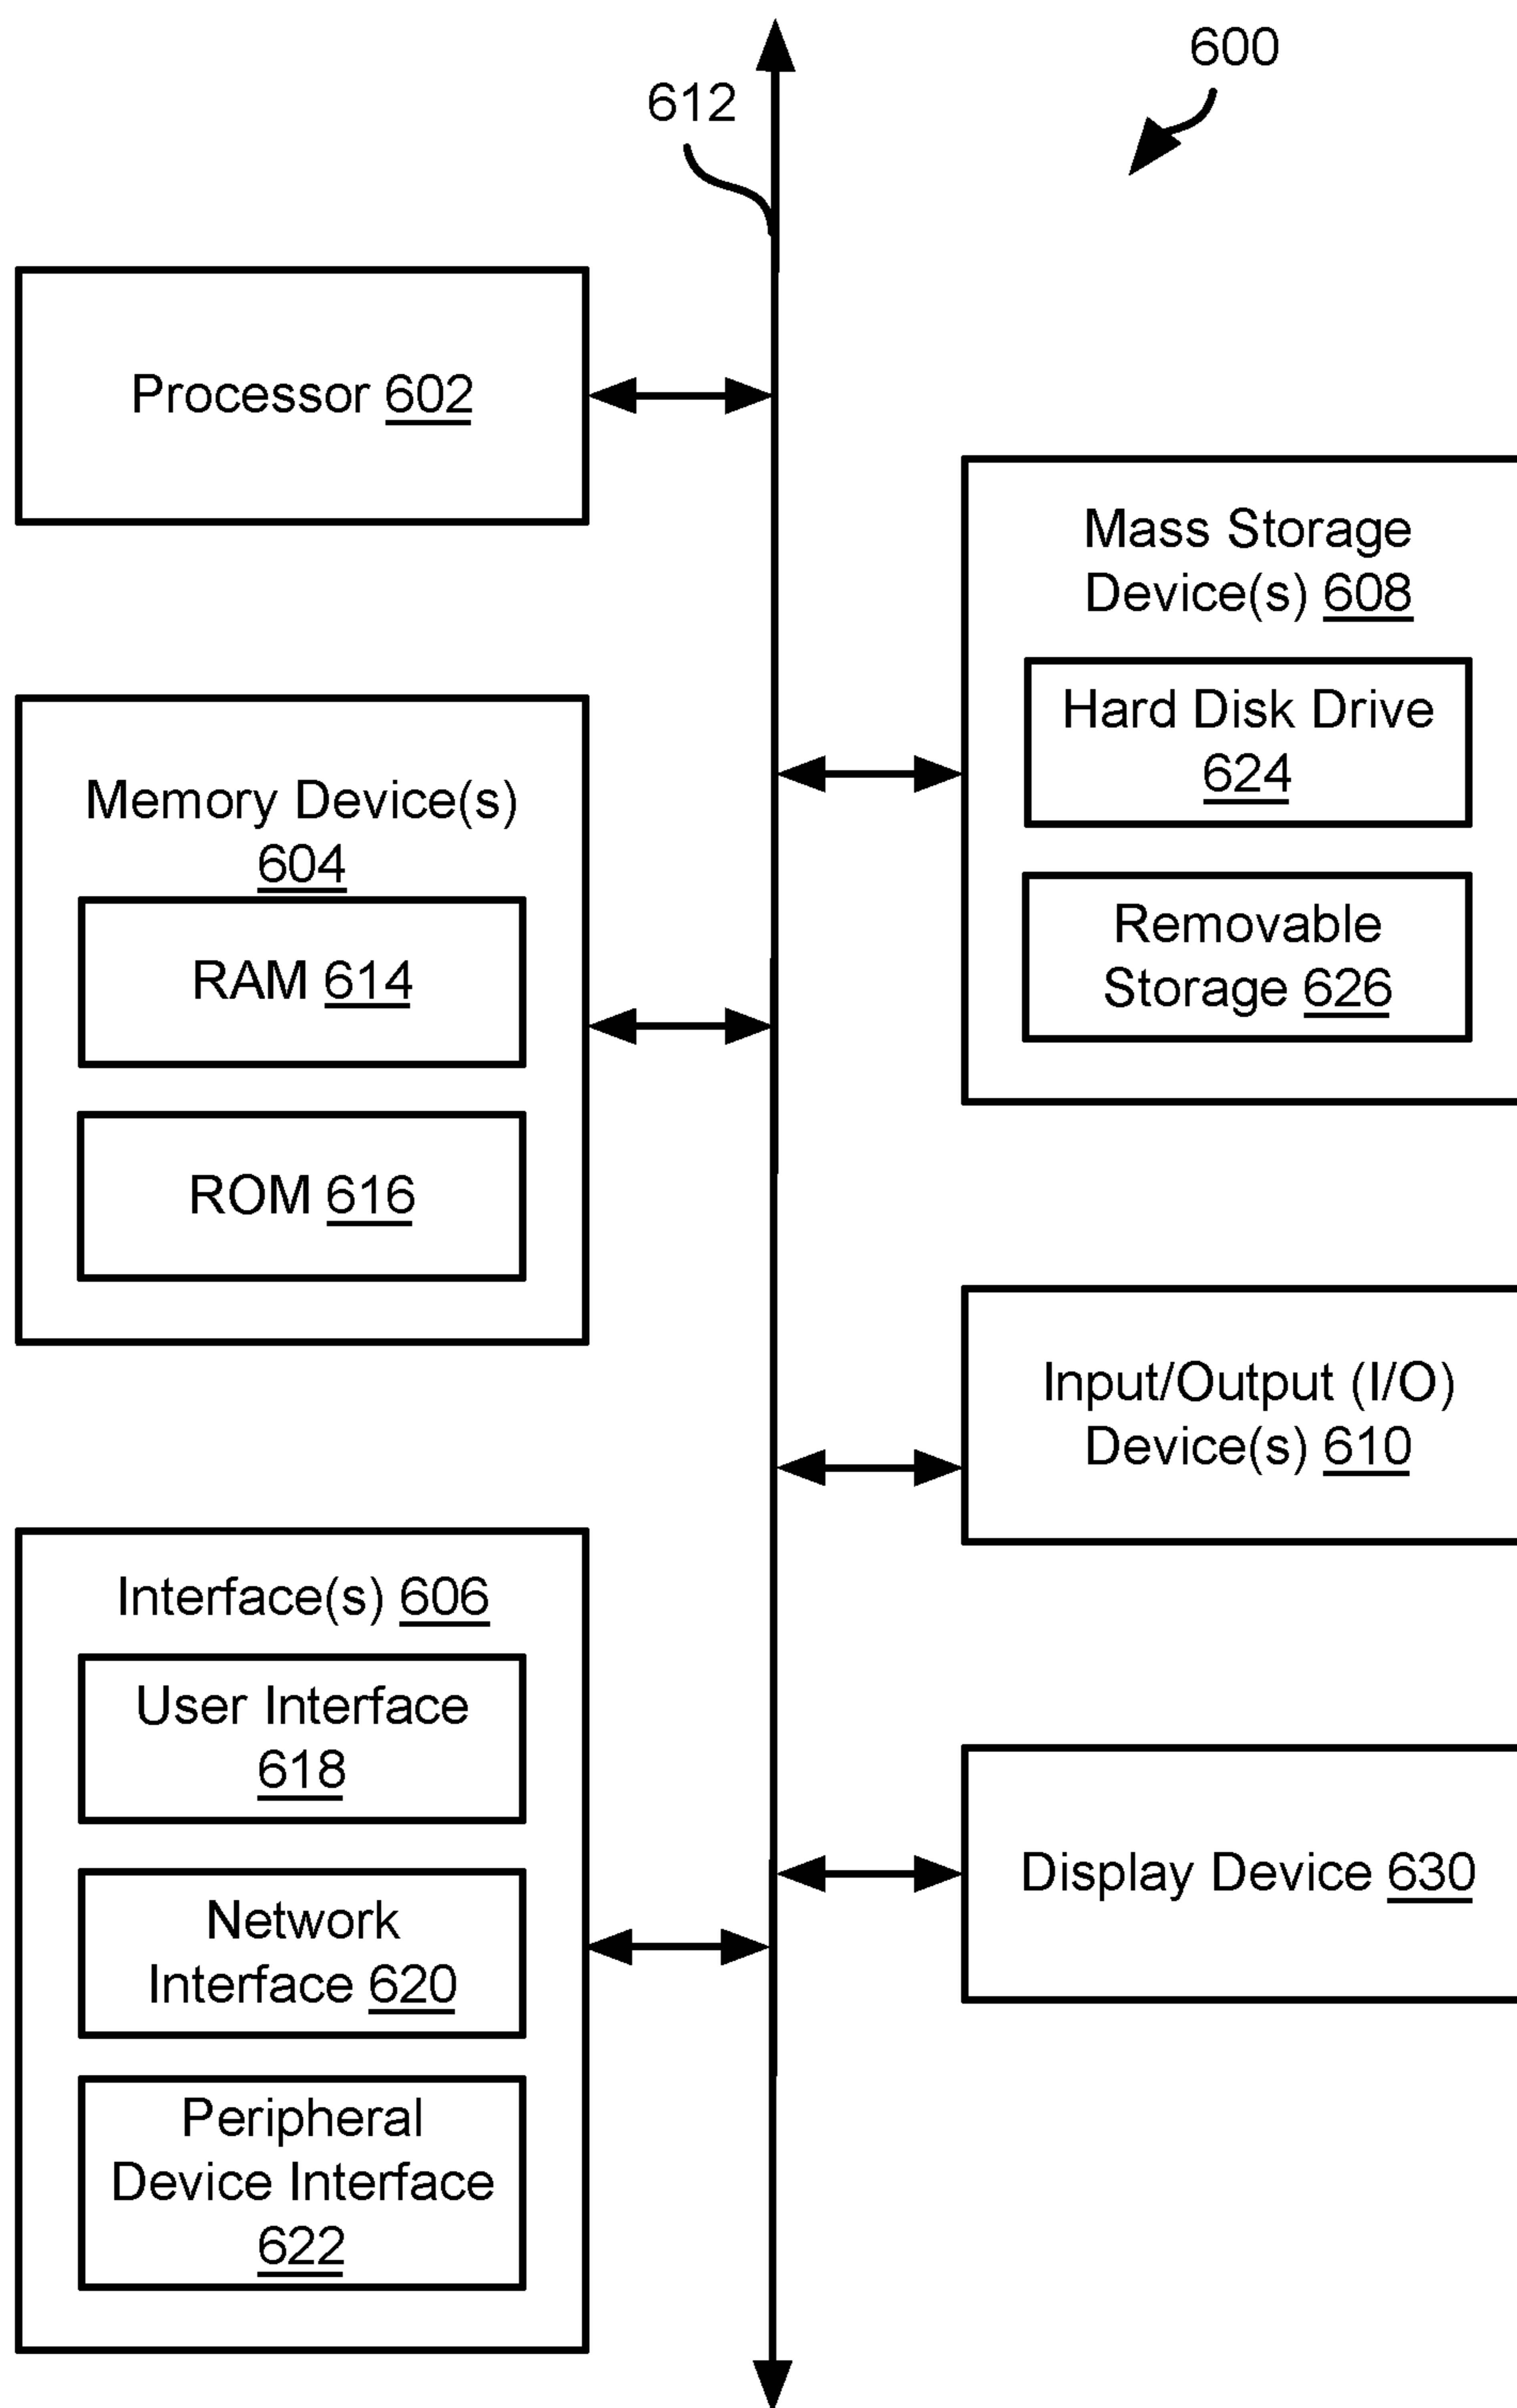 600
612
Processor 602
Memory Device(s)
604
RAM 614
ROM 616
Interface(s) 606
User Interface
618
Network
Interface 620
Peripheral
Device Interface
622
Mass Storage
Device(s) 608
Hard Disk Drive
624
Removable
Storage 626
Input/Output (I/O)
Device(s) 610
Display Device 630